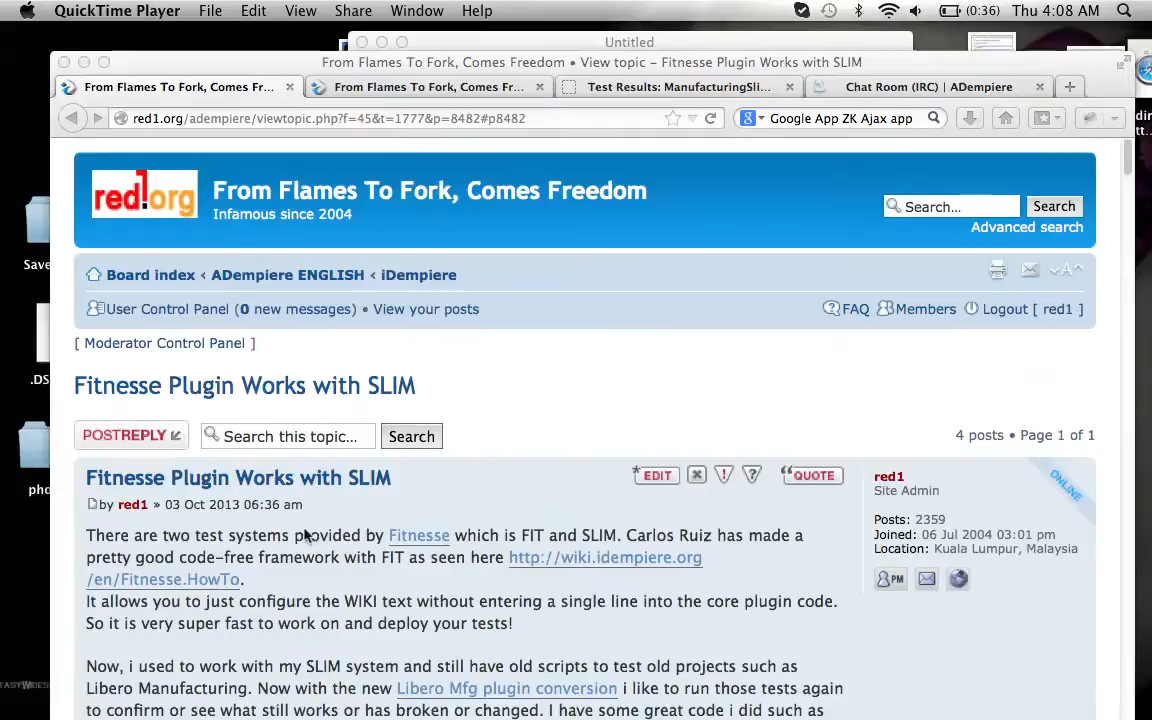 QuickTime Player File Edit View Share Window Help (0:36) Thu 4:08 AM
Untitled
From Flames To Fork, Comes Freedom • View topic – Fitnesse Plugin Works with SLIM
From Flames To Fork, Comes Fr... From Flames To Fork, Comes Fr... Test Results: ManufacturingSli... Chat Room (IRC) | ADempiere
red1.org/adempiere/viewtopic.php?f=45&t=1777&p=8482#p8482 Google App ZK Ajax app
red1.org From Flames To Fork, Comes Freedom
Infamous since 2004
Search... Search
Advanced search
Board index ‹ ADempiere ENGLISH ‹ iDempiere
User Control Panel (0 new messages) • View your posts FAQ Members Logout [ red1 ]
[ Moderator Control Panel ]
Fitnesse Plugin Works with SLIM
POSTREPLY Search this topic... Search 4 posts • Page 1 of 1
Fitnesse Plugin Works with SLIM EDIT QUOTE
by red1 » 03 Oct 2013 06:36 am
red1
Site Admin
ONLINE
Posts: 2359
Joined: 06 Jul 2004 03:01 pm
Location: Kuala Lumpur, Malaysia
PM
There are two test systems provided by Fitnesse which is FIT and SLIM. Carlos Ruiz has made a
pretty good code-free framework with FIT as seen here http://wiki.idempiere.org
/en/Fitnesse.HowTo.
It allows you to just configure the WIKI text without entering a single line into the core plugin code.
So it is very super fast to work on and deploy your tests!
Now, i used to work with my SLIM system and still have old scripts to test old projects such as
Libero Manufacturing. Now with the new Libero Mfg plugin conversion i like to run those tests again
to confirm or see what still works or has broken or changed. I have some great code i did such as
Save
.DS
pho